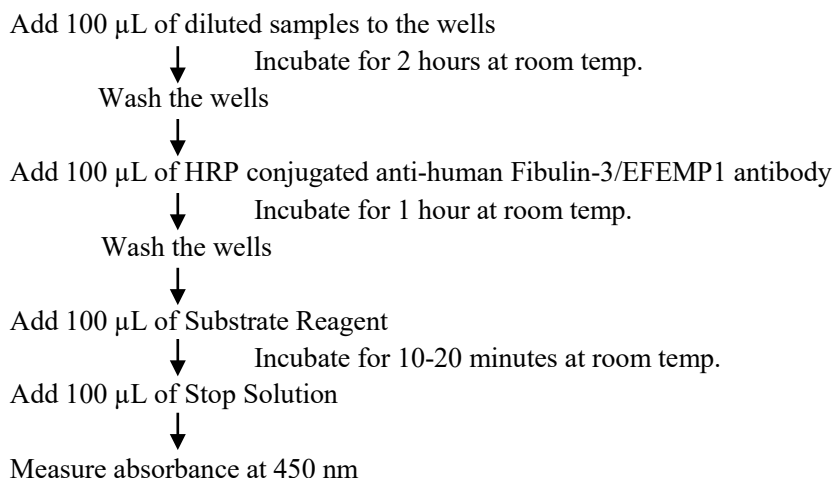 Add 100 µL of diluted samples to the wells
Incubate for 2 hours at room temp.
Wash the wells
Add 100 µL of HRP conjugated anti-human Fibulin-3/EFEMP1 antibody
Incubate for 1 hour at room temp.
Wash the wells
Add 100 µL of Substrate Reagent
Incubate for 10-20 minutes at room temp.
Add 100 µL of Stop Solution
Measure absorbance at 450 nm